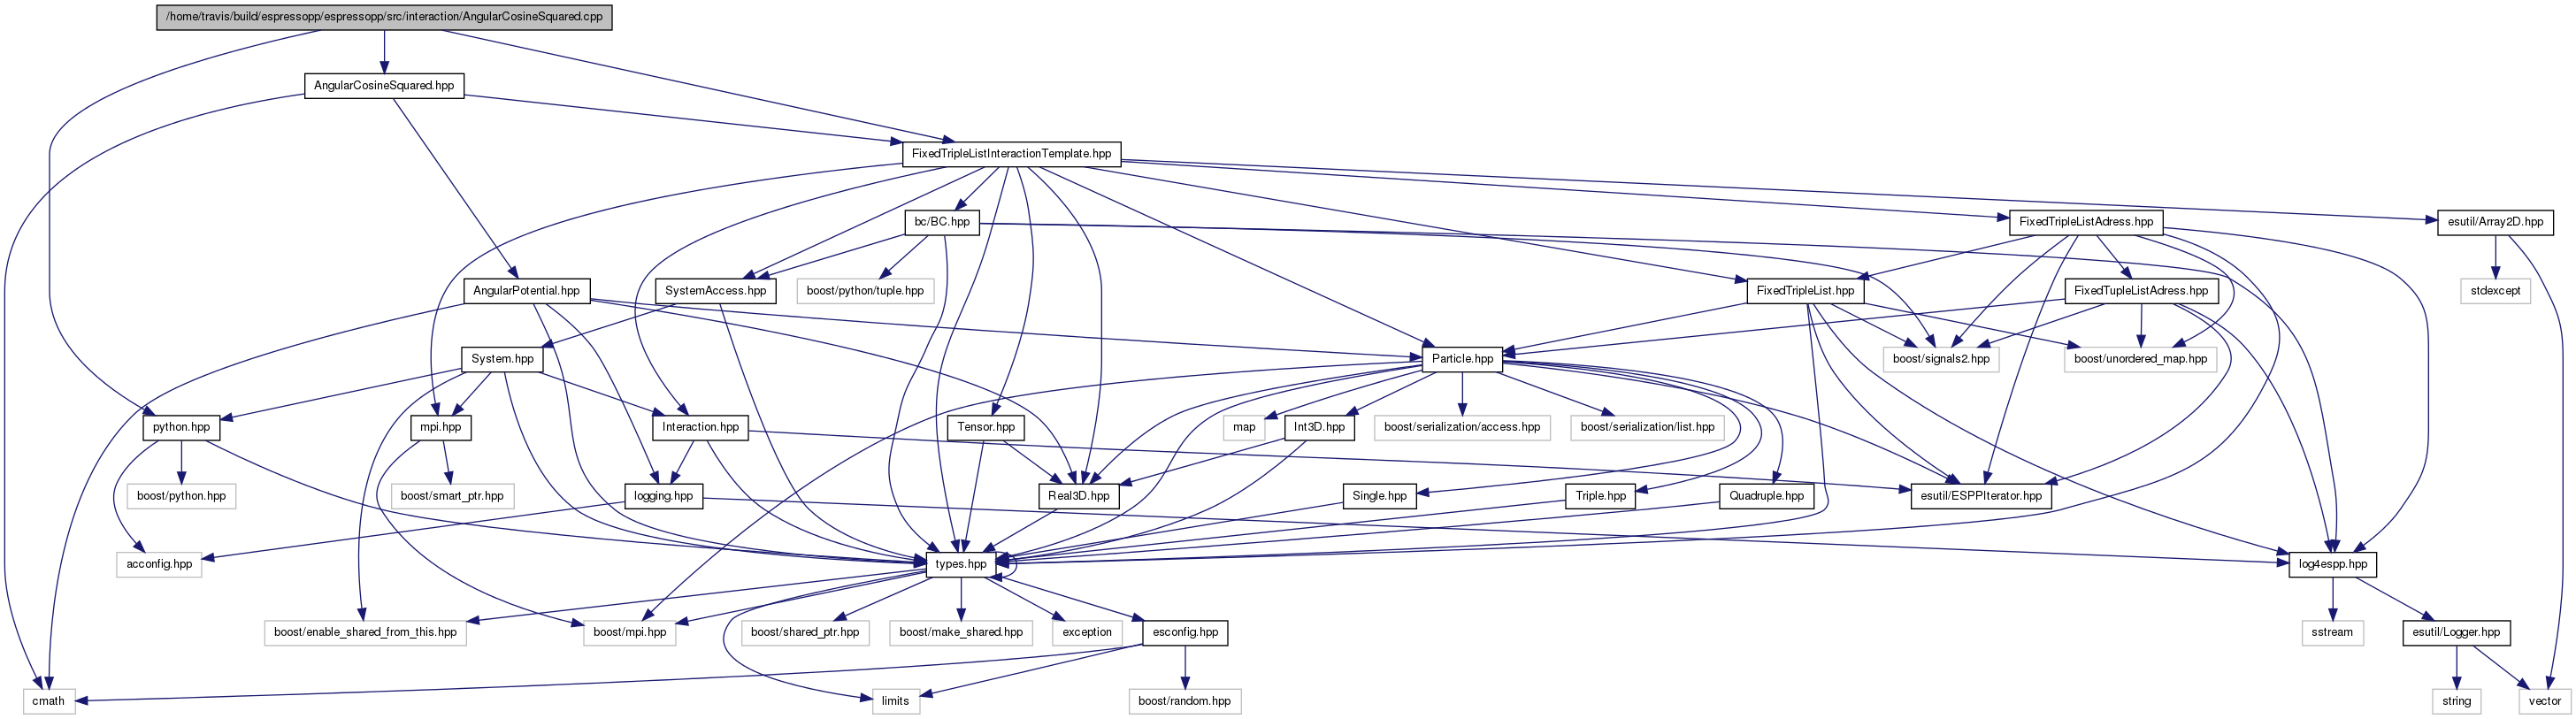 /home/travis/build/espressopp/espressopp/src/interaction/AngularCosineSquared.cpp
AngularCosineSquared.hpp
FixedTripleListInteractionTemplate.hpp
bc/BC.hpp
FixedTripleListAdress.hpp
esutil/Array2D.hpp
AngularPotential.hpp
SystemAccess.hpp
boost/python/tuple.hpp
FixedTripleList.hpp
FixedTupleListAdress.hpp
stdexcept
System.hpp
Particle.hpp
boost/signals2.hpp
boost/unordered_map.hpp
python.hpp
mpi.hpp
Interaction.hpp
Tensor.hpp
map
Int3D.hpp
boost/serialization/access.hpp
boost/serialization/list.hpp
boost/python.hpp
boost/smart_ptr.hpp
logging.hpp
Real3D.hpp
Single.hpp
Triple.hpp
Quadruple.hpp
esutil/ESPPIterator.hpp
acconfig.hpp
types.hpp
log4espp.hpp
boost/enable_shared_from_this.hpp
boost/mpi.hpp
boost/shared_ptr.hpp
boost/make_shared.hpp
exception
esconfig.hpp
sstream
esutil/Logger.hpp
cmath
limits
boost/random.hpp
string
vector